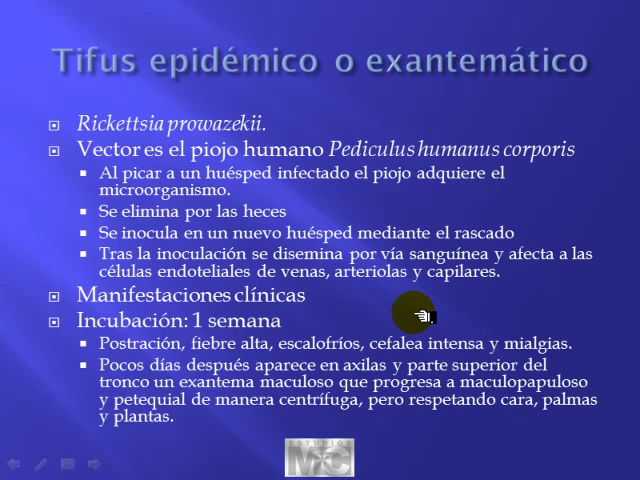 Tifus epidémico o exantemático
Rickettsia prowazekii.
Vector es el piojo humano Pediculus humanus corporis
Al picar a un huésped infectado el piojo adquiere el
microorganismo.
Se elimina por las heces
Se inocula en un nuevo huésped mediante el rascado
Tras la inoculación se disemina por vía sanguínea y afecta a las
células endoteliales de venas, arteriolas y capilares.
Manifestaciones clínicas
Incubación: 1 semana
Postración, fiebre alta, escalofríos, cefalea intensa y mialgias.
Pocos días después aparece en axilas y parte superior del
tronco un exantema maculoso que progresa a maculopapuloso
y petequial de manera centrífuga, pero respetando cara, palmas
y plantas.
ESTUDIOS
MC